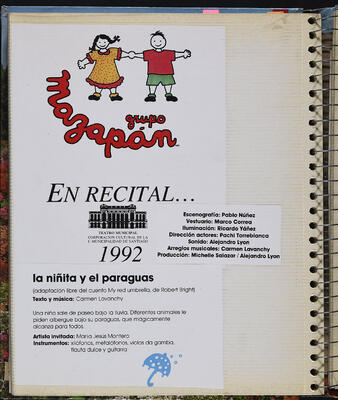 grupo
mazapán
EN RECITAL...
TEATRO MUNICIPAL
CORPORACION CULTURAL DE LA
I. MUNICIPALIDAD DE SANTIAGO
1992
Escenografía: Pablo Núñez
Vestuario: Marco Correa
Iluminación: Ricardo Yáñez
Dirección actores: Pachi Torreblanca
Sonido: Alejandro Lyon
Arreglos musicales: Carmen Lavanchy
Producción: Michelle Salazar / Alejandro Lyon
la niñita y el paraguas
(adaptación libre del cuento My red umbrella, de Robert Bright)
Texto y música: Carmen Lavanchy
Una niña sale de paseo bajo la lluvia. Diferentes animales le
piden albergue bajo su paraguas, que mágicamente
alcanza para todos.
Artista invitada: María Jesús Montero
Instrumentos: xilófonos, metalófonos, violas da gamba,
flauta dulce y guitarra